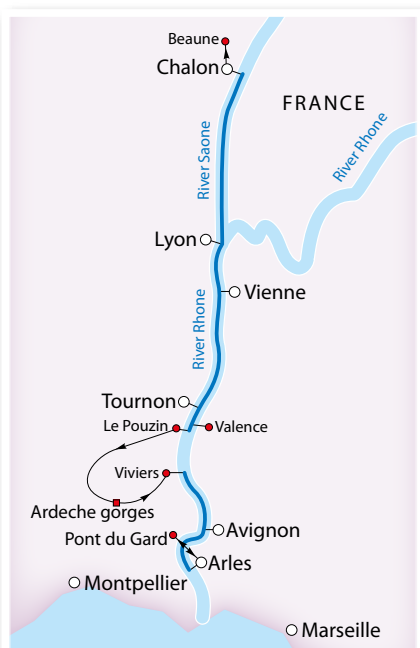 Beaune
Chalon
FRANCE
River Saone
River Rhone
Lyon
Vienne
River Rhone
Tournon
Le Pouzin
Valence
Viviers
Ardeche gorges
Avignon
Pont du Gard
Arles
Montpellier
Marseille